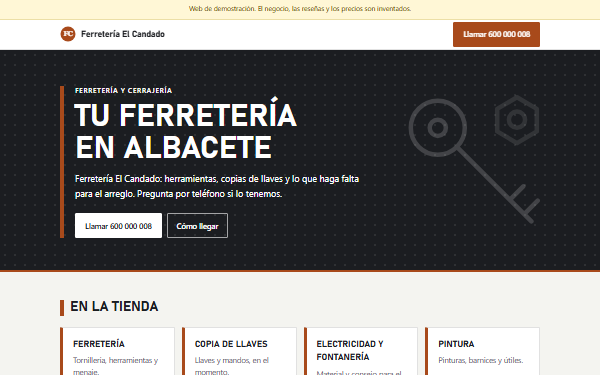 Web de demostración. El negocio, las reseñas y los precios son inventados.
FC
Ferretería El Candado
Llamar 600 000 008
FERRETERÍA Y CERRAJERÍA
TU FERRETERÍA
EN ALBACETE
Ferretería El Candado: herramientas, copias de llaves y lo que haga falta
para el arreglo. Pregunta por teléfono si lo tenemos.
Llamar 600 000 008
Cómo llegar
EN LA TIENDA
FERRETERÍA
Tornillería, herramientas y
menaje.
COPIA DE LLAVES
Llaves y mandos, en el
momento.
ELECTRICIDAD Y
FONTANERÍA
Material y consejo para el
PINTURA
Pinturas, barnices y útiles.